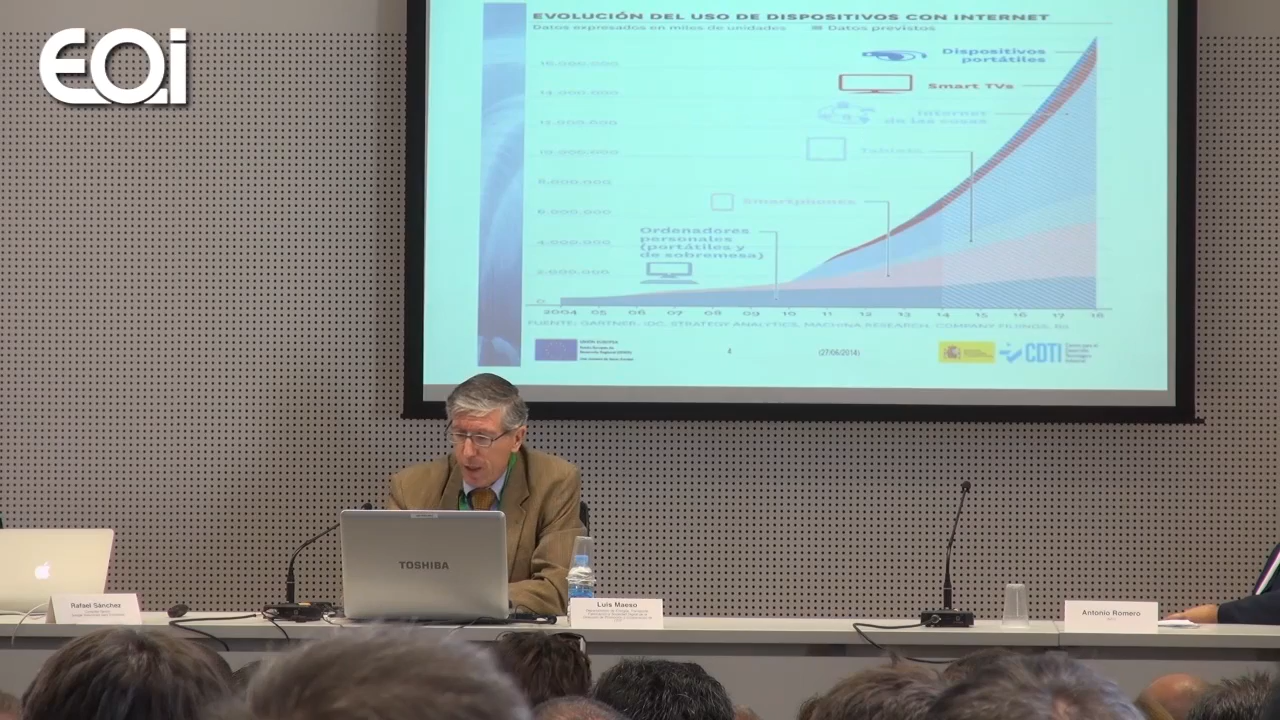 EOi
EVOLUCIÓN DEL USO DE DISPOSITIVOS CON INTERNET
Datos expresados en miles de unidades
Datos previstos
16.000.000
14.000.000
12.000.000
10.000.000
8.000.000
6.000.000
4.000.000
2.000.000
0
Dispositivos
portátiles
Smart TVs
Internet
de las cosas
Tablets
Smartphones
Ordenadores
personales
(portátiles y
de sobremesa)
2004 05 06 07 08 09 10 11 12 13 14 15 16 17 18
FUENTE: GARTNER, IDC, STRATEGY ANALYTICS, MACHINA RESEARCH, COMPANY FILINGS, BI
UNIÓN EUROPEA
4
(27/06/2014)
CDTI
TOSHIBA
Rafael Sánchez
Luis Maeso
Antonio Romero